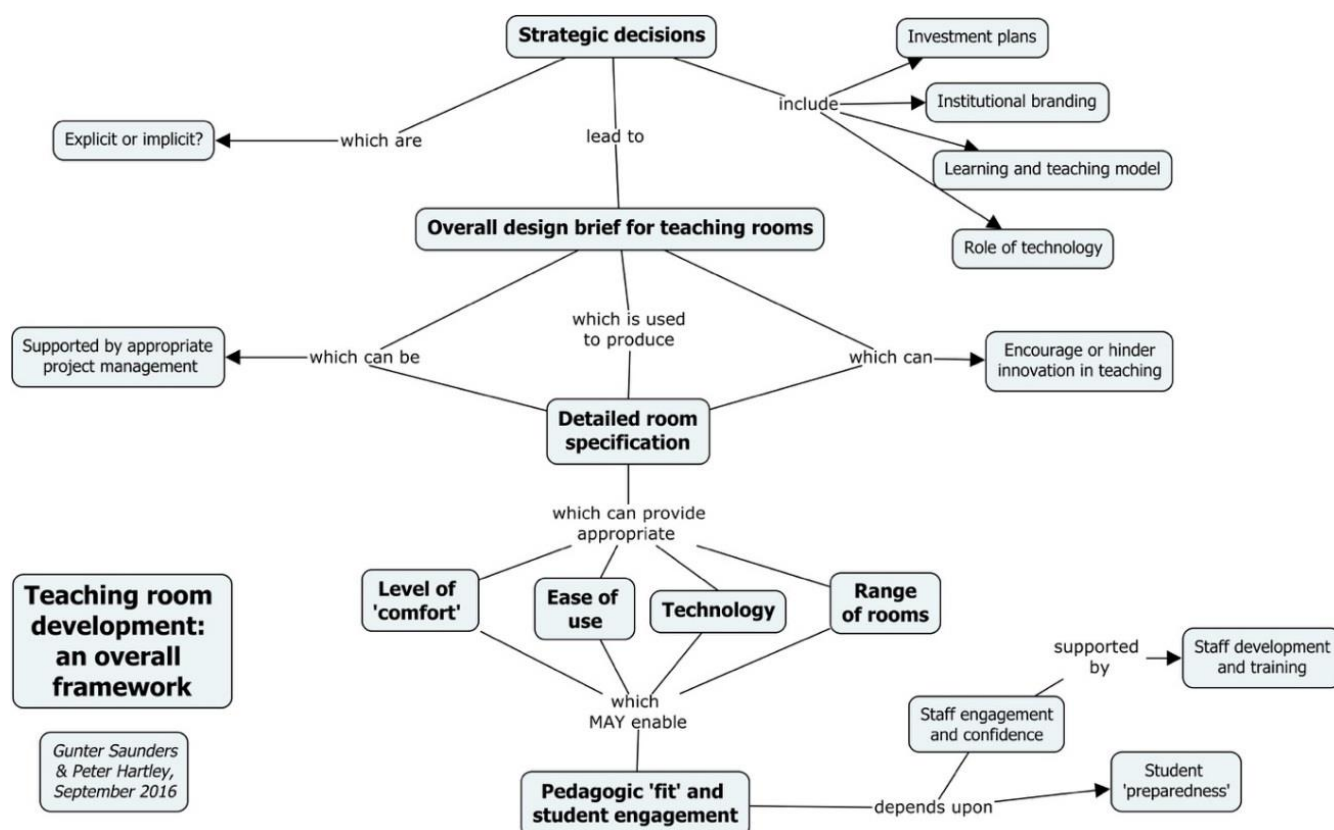 Strategic decisions
Investment plans
include
Institutional branding
Explicit or implicit?
which are
lead to
Learning and teaching model
Overall design brief for teaching rooms
Role of technology
Supported by appropriate
project management
which can be
which is used
to produce
which can
Encourage or hinder
innovation in teaching
Detailed room
specification
which can provide
appropriate
Level of
'comfort'
Ease of
use
Technology
Range
of rooms
Teaching room
development:
an overall
framework
which
MAY enable
supported
by
Staff development
and training
Staff engagement
and confidence
Gunter Saunders
& Peter Hartley,
September 2016
Pedagogic 'fit' and
student engagement
depends upon
Student
'preparedness'